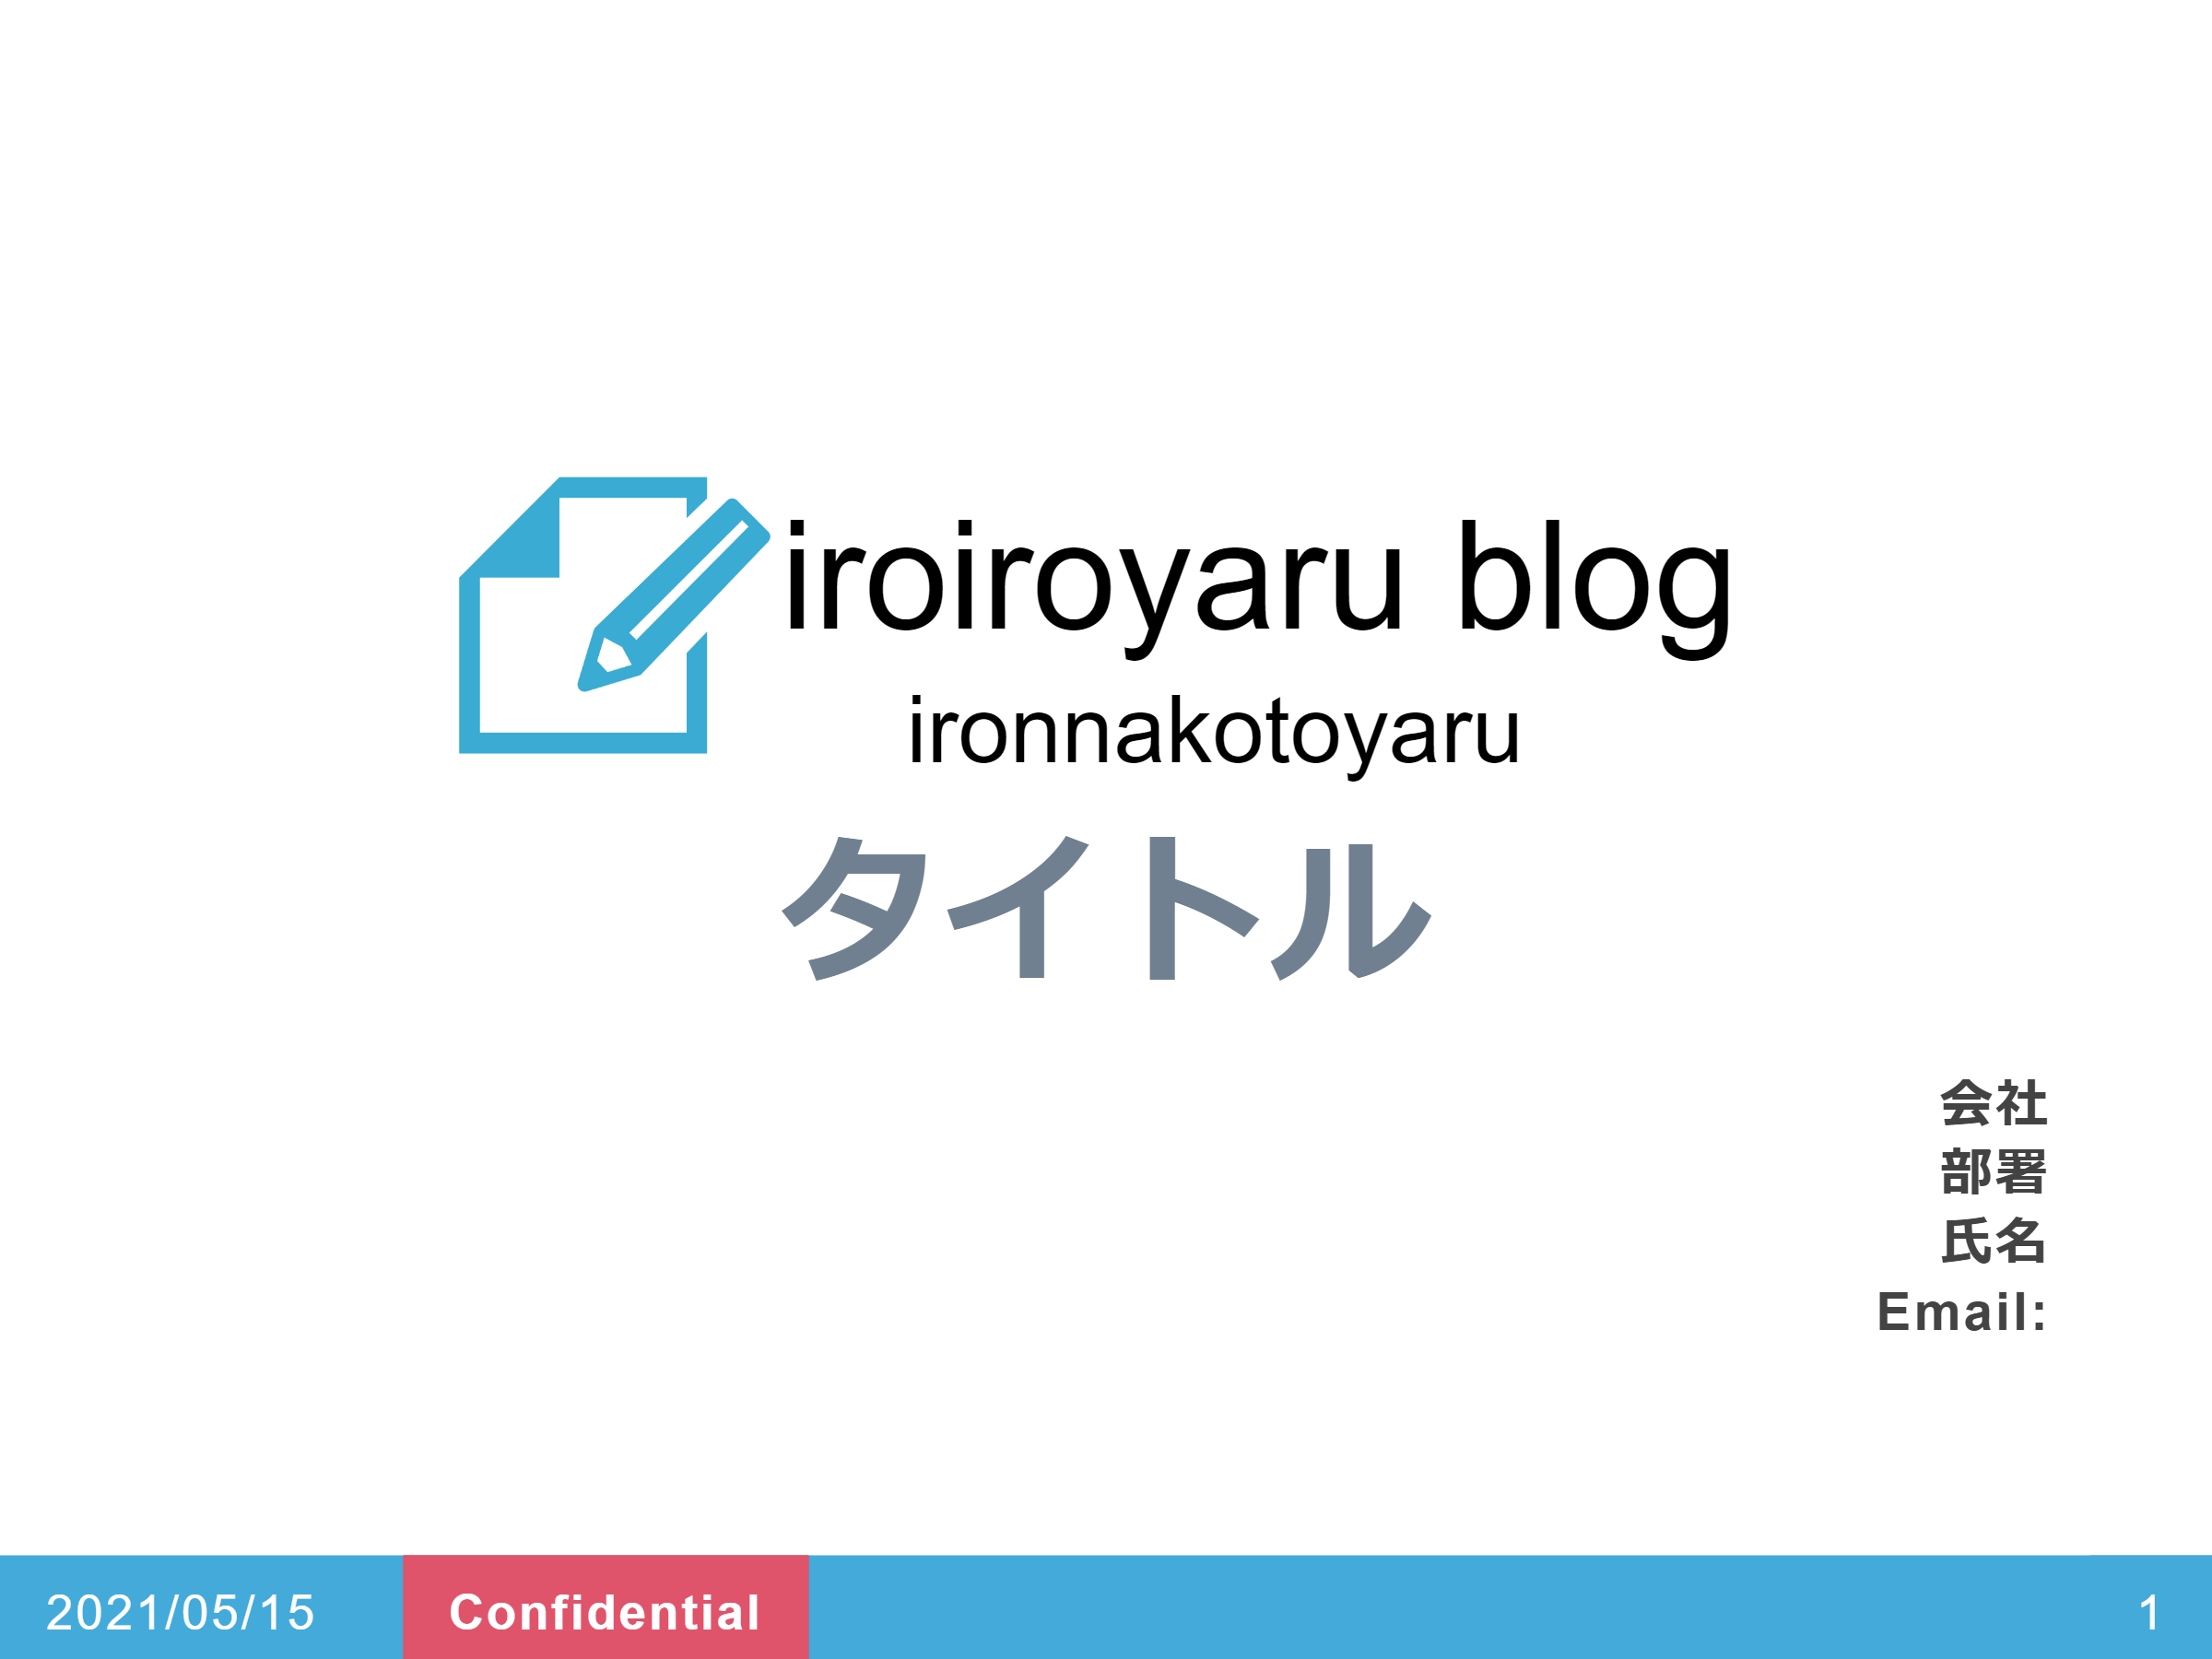 iroiroyaru blog
ironnakotoyaru
タイトル
会社
部署
氏名
Email:
2021/05/15 Confidential 1